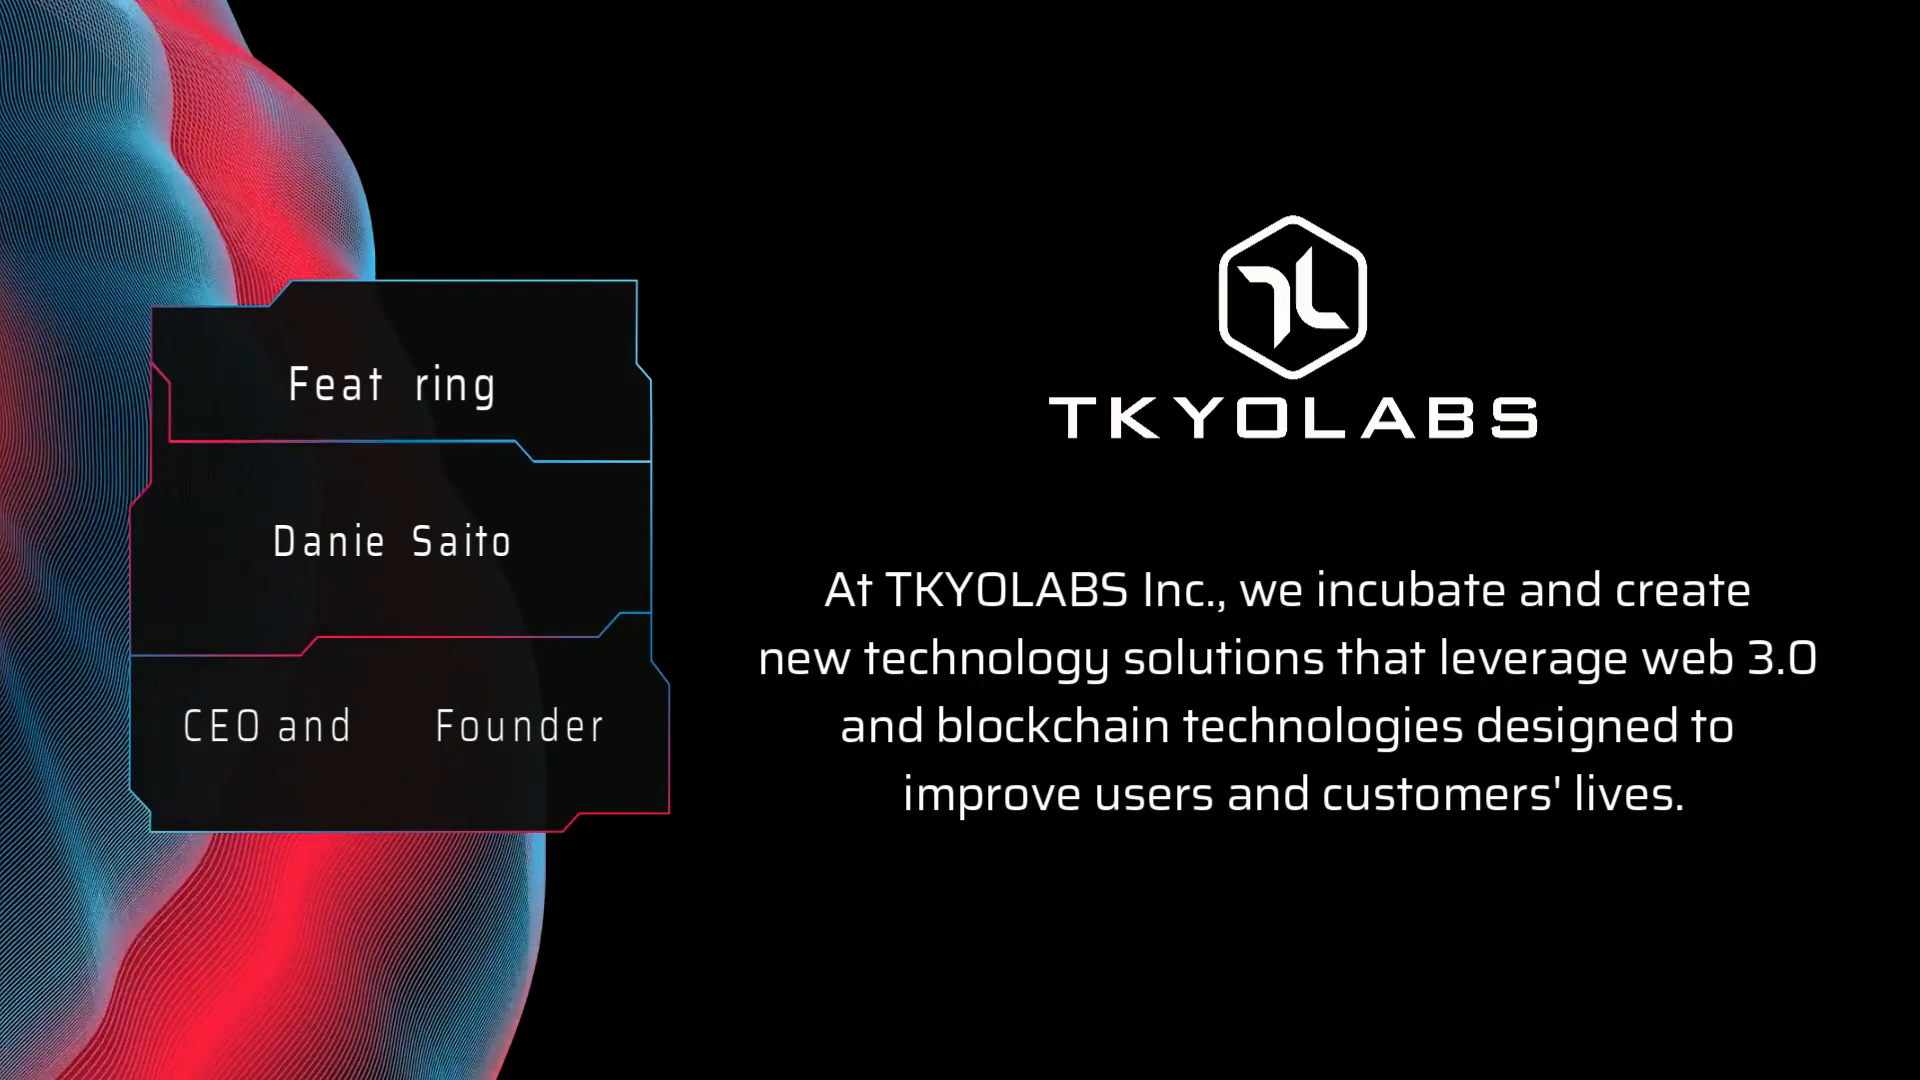 Feat ring
Danie Saito
CEO and Founder
TKYOLABS
At TKYOLABS Inc., we incubate and create
new technology solutions that leverage web 3.0
and blockchain technologies designed to
improve users and customers' lives.